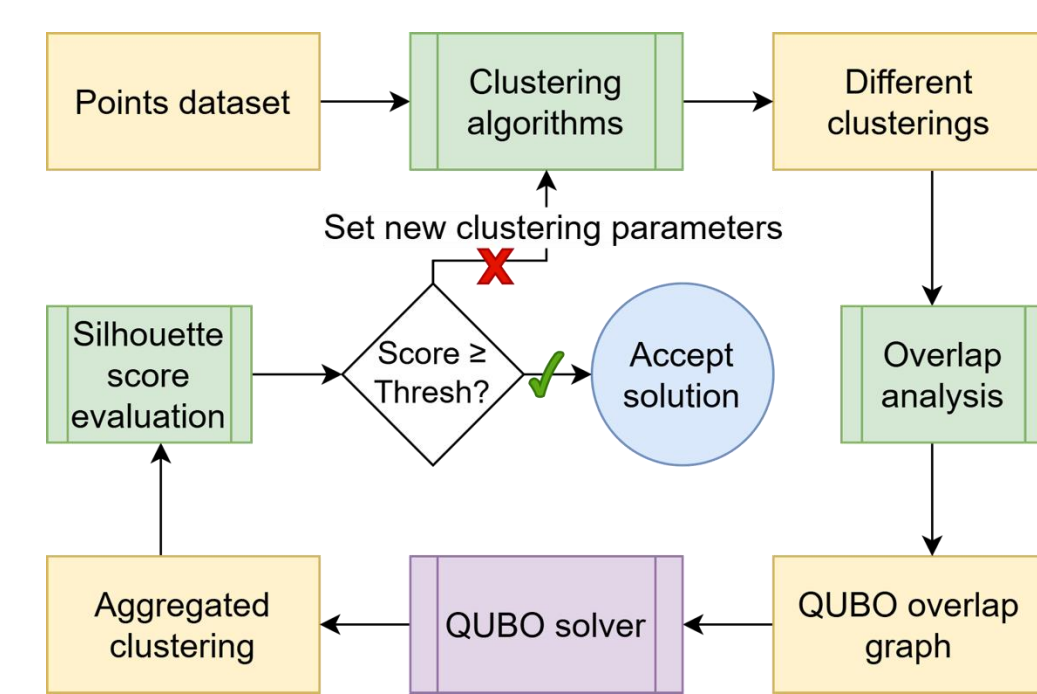 Points dataset
Clustering
algorithms
Different
clusterings
Set new clustering parameters
Silhouette
score
evaluation
Score ≥
Thresh?
Accept
solution
Overlap
analysis
Aggregated
clustering
QUBO solver
QUBO overlap
graph